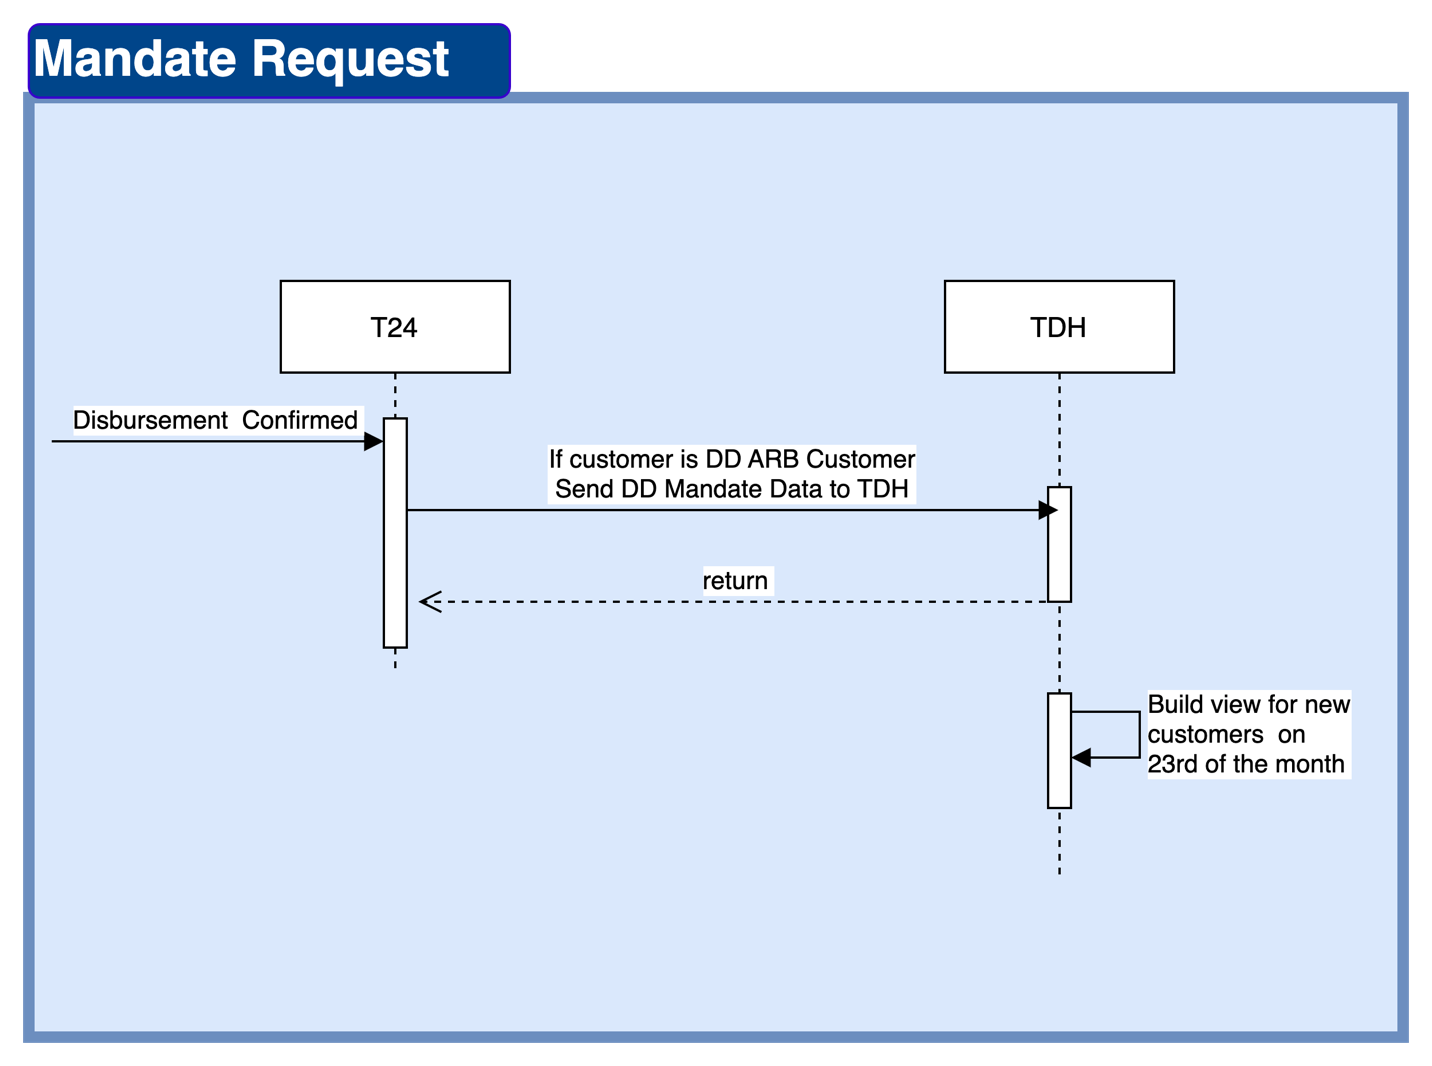 Mandate Request
T24
TDH
Disbursement  Confirmed
If customer is DD ARB Customer
Send DD Mandate Data to TDH
return
Build view for new
customers  on
23rd of the month